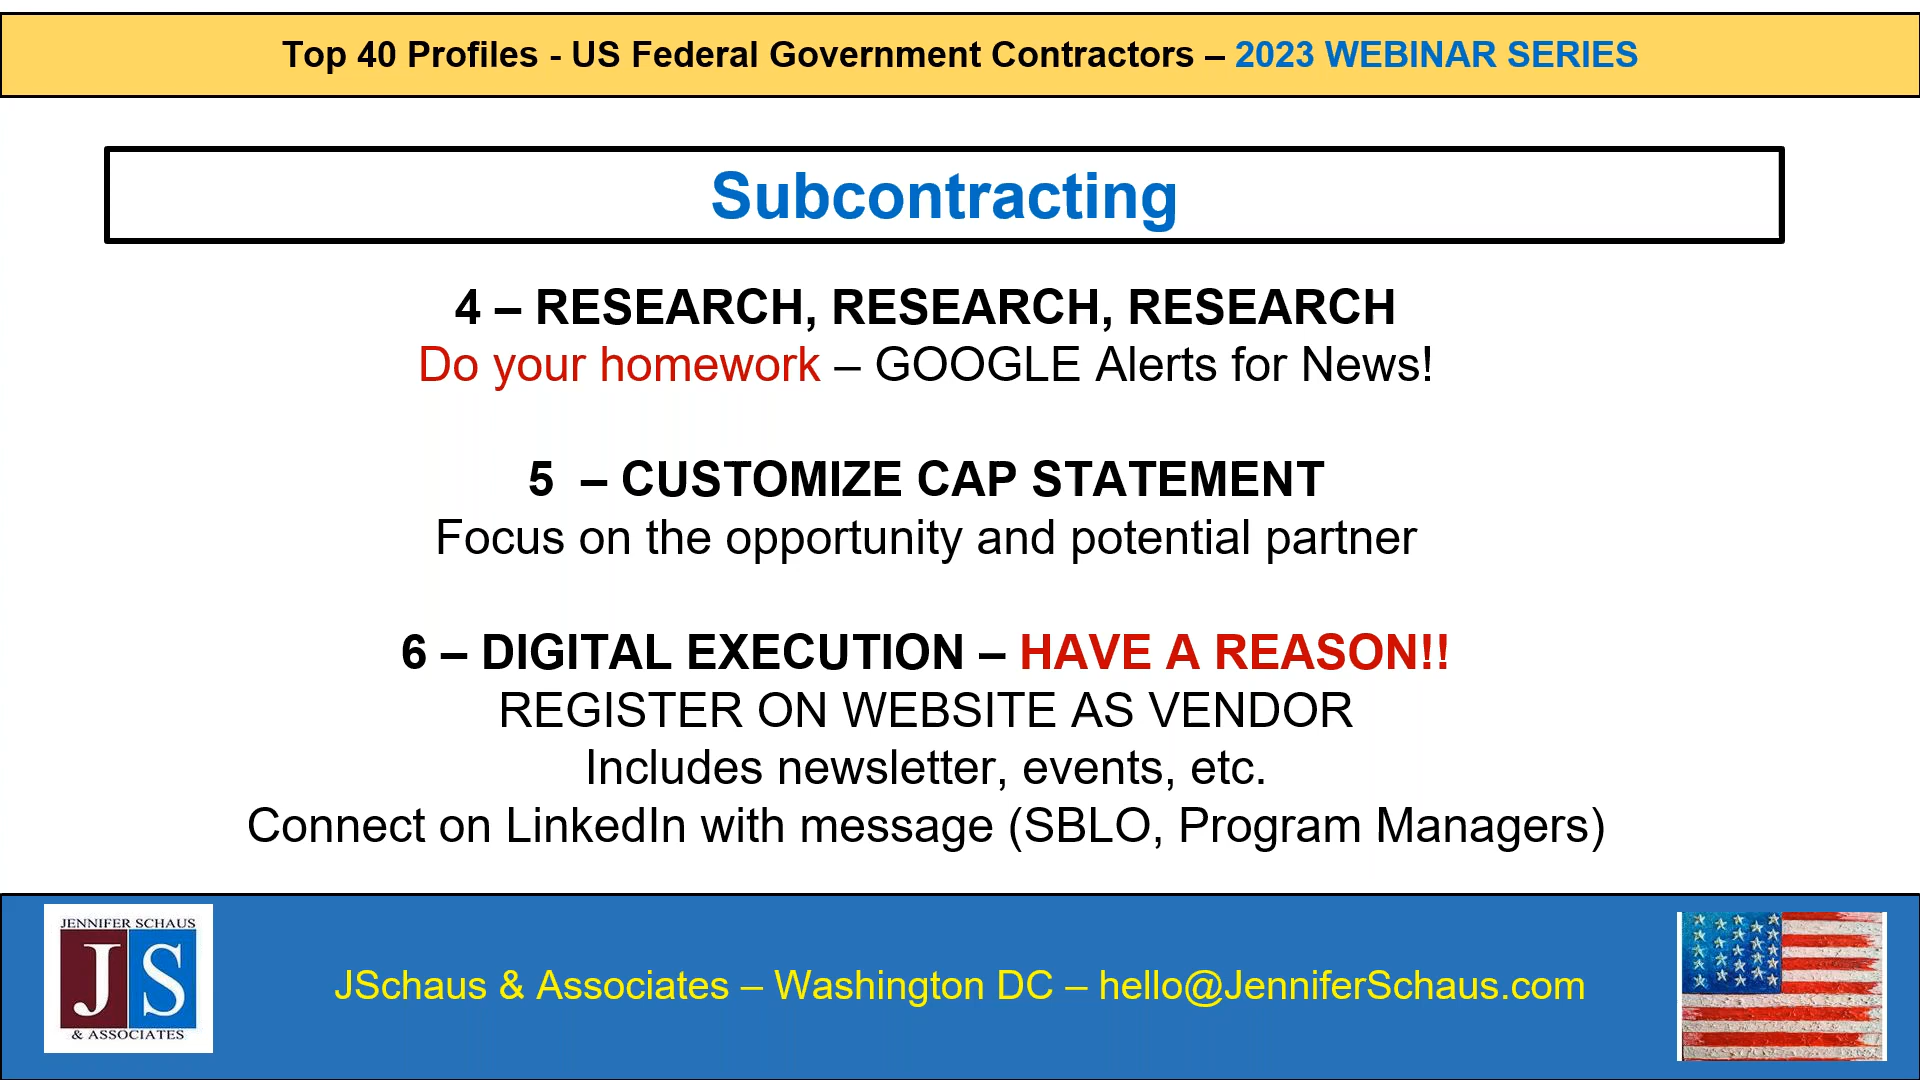 Top 40 Profiles - US Federal Government Contractors – 2023 WEBINAR SERIES
Subcontracting
4 – RESEARCH, RESEARCH, RESEARCH
Do your homework – GOOGLE Alerts for News!
5 – CUSTOMIZE CAP STATEMENT
Focus on the opportunity and potential partner
6 – DIGITAL EXECUTION – HAVE A REASON!!
REGISTER ON WEBSITE AS VENDOR
Includes newsletter, events, etc.
Connect on LinkedIn with message (SBLO, Program Managers)
JENNIFER SCHAUS
JS
& ASSOCIATES
JSchaus & Associates – Washington DC – hello@JenniferSchaus.com